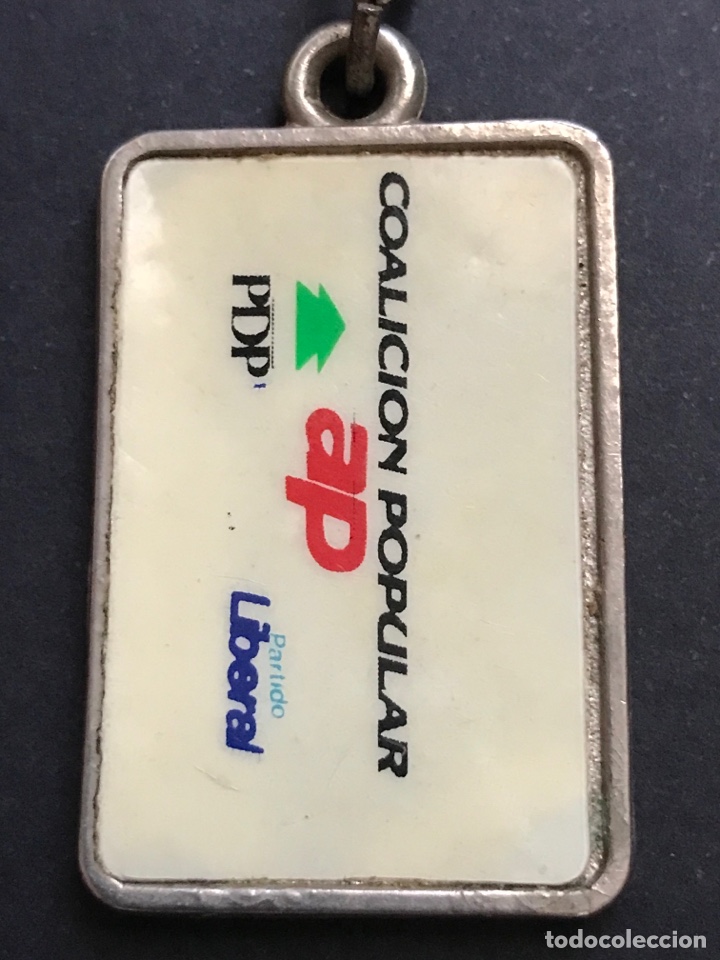 COALICION POPULAR
ap
PDP
Partido
Liberal
todocoleccion